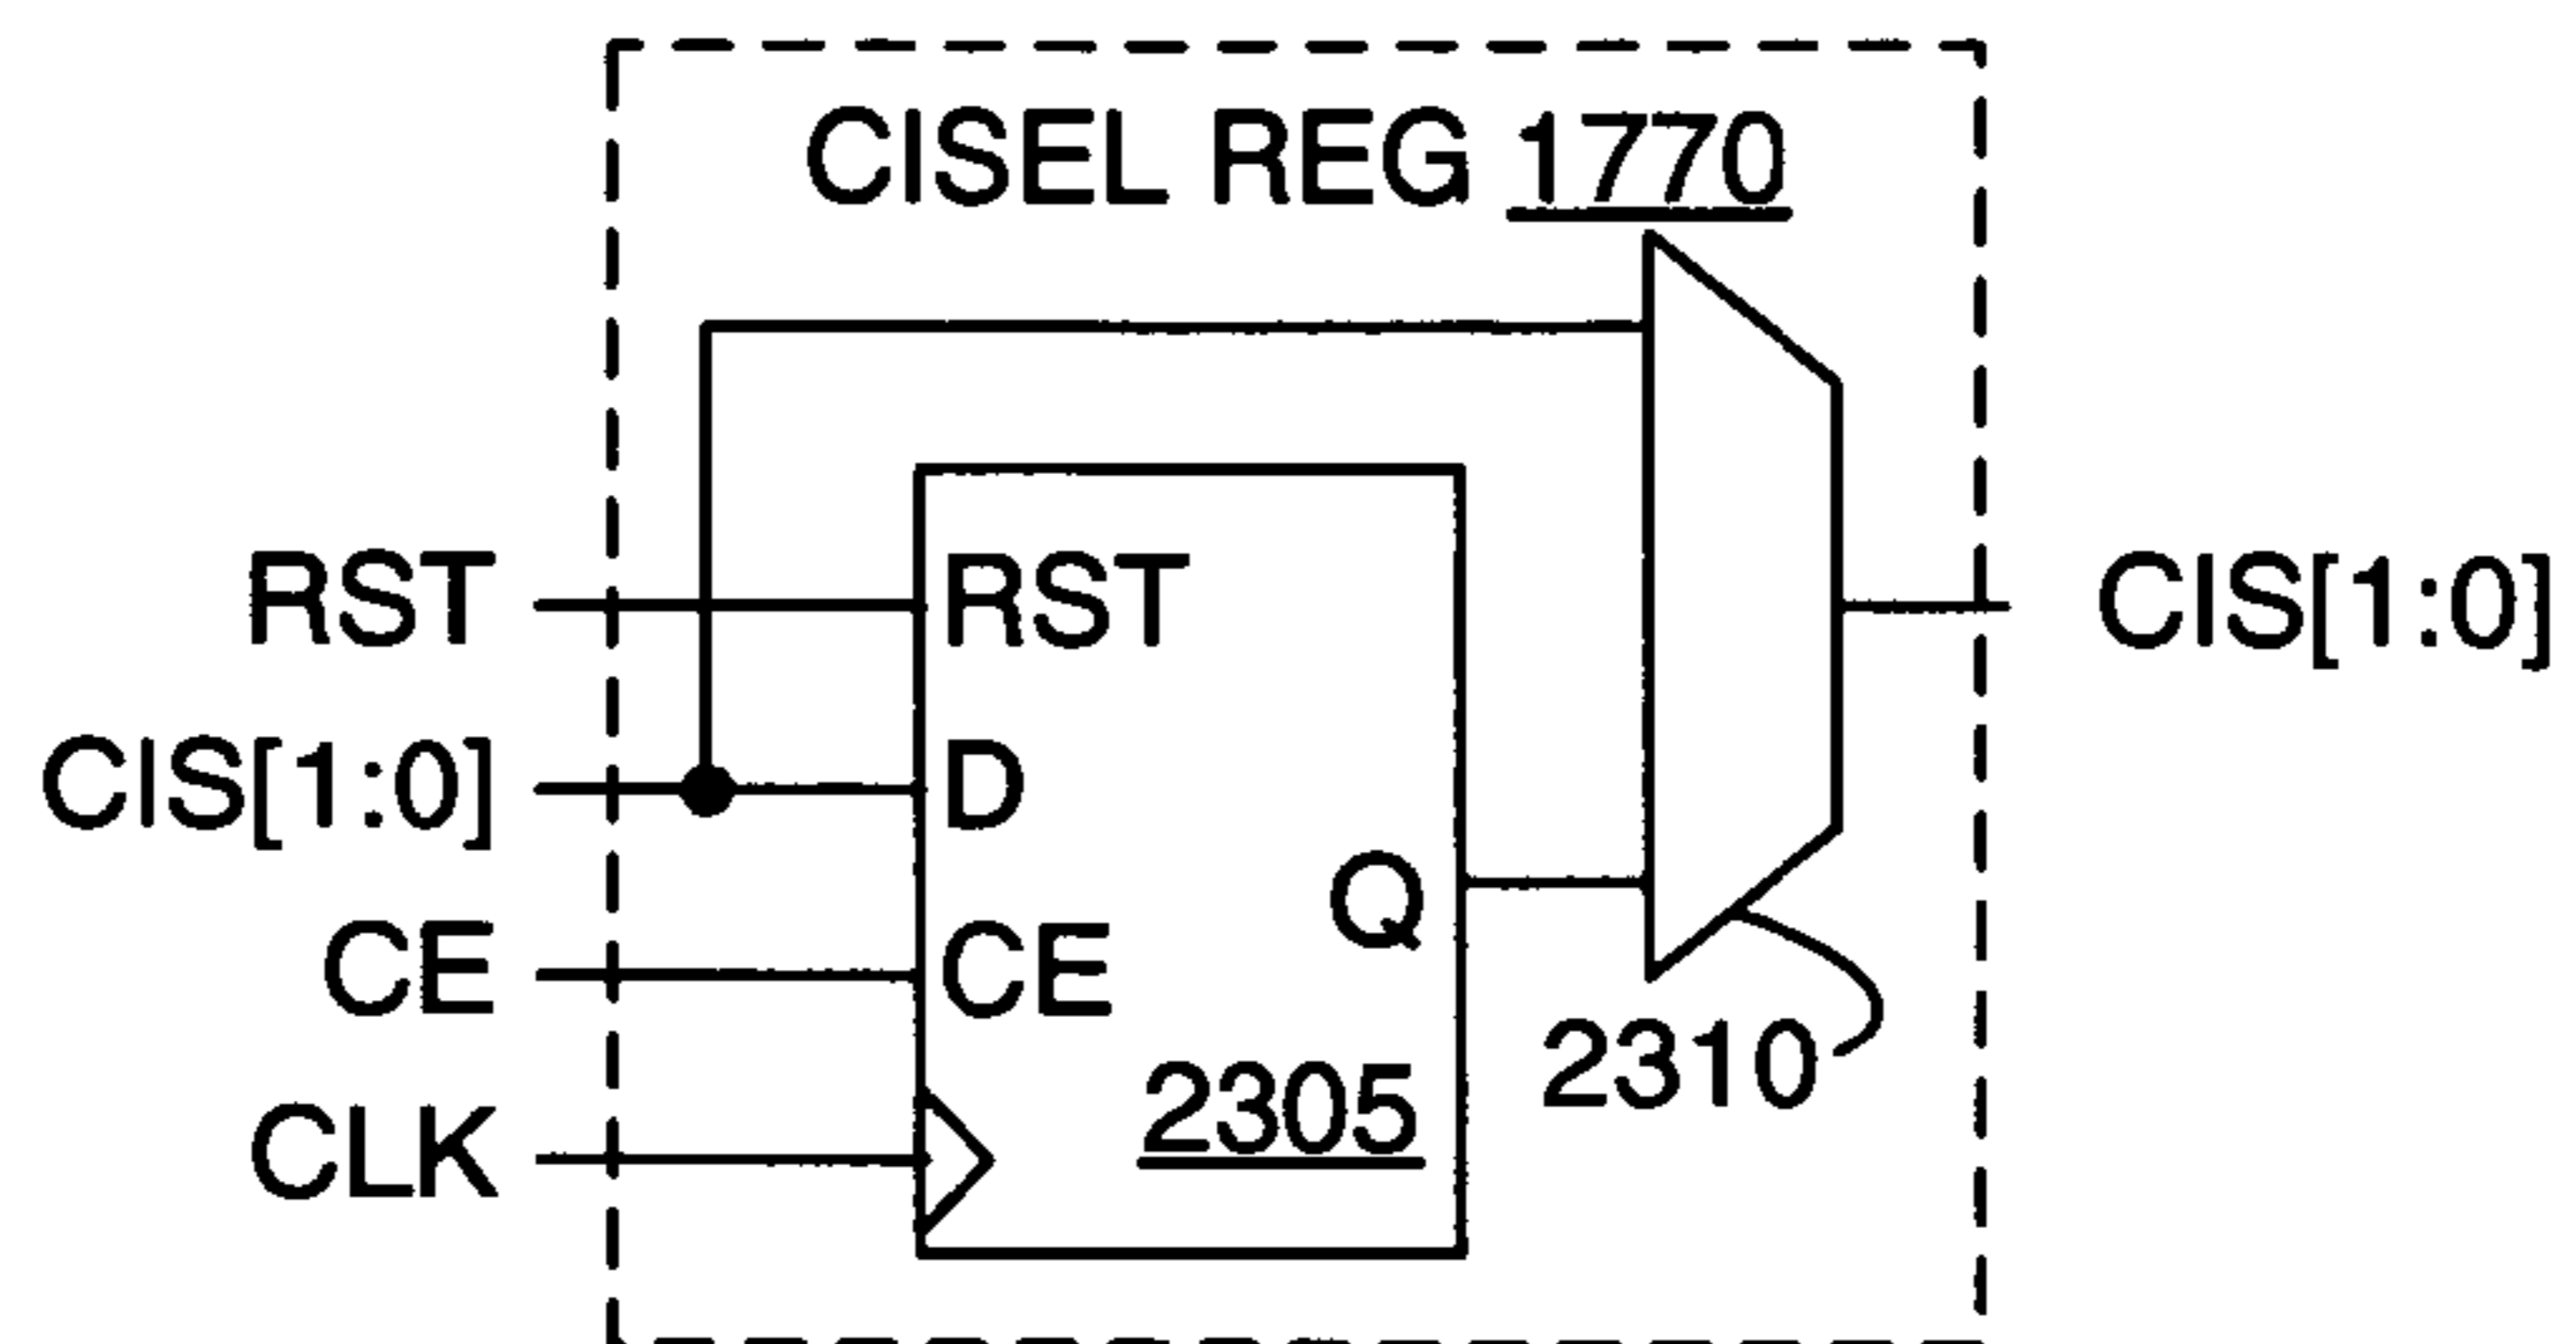 CISEL REG 1770
RST
RST
CIS[1:0]
CIS[1:0]
D
Q
CE
CE
2310
CLK
2305